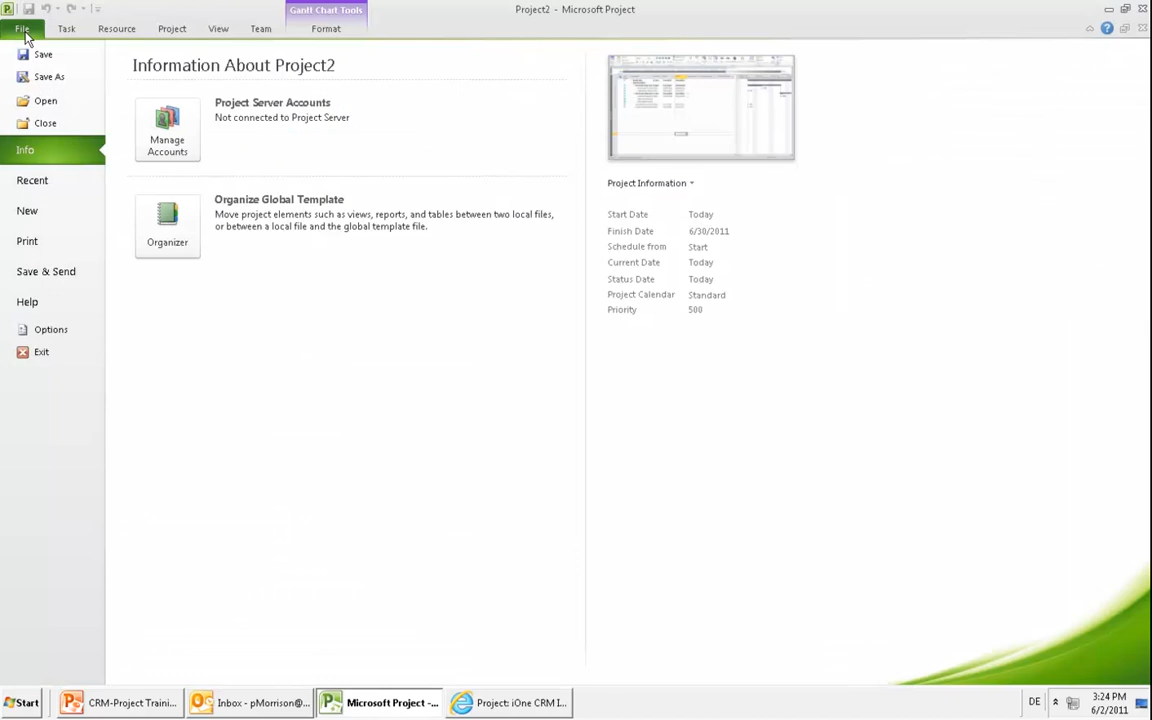 Gantt Chart Tools
Project2 - Microsoft Project
File Task Resource Project View Team Format
Save
Save As
Open
Close
Info
Recent
New
Print
Save & Send
Help
Options
Exit
Information About Project2
Manage Accounts
Project Server Accounts
Not connected to Project Server
Organizer
Organize Global Template
Move project elements such as views, reports, and tables between two local files,
or between a local file and the global template file.
Project Information
Start Date Today
Finish Date 6/30/2011
Schedule from Start
Current Date Today
Status Date Today
Project Calendar Standard
Priority 500
Start
CRM-Project Traini...
Inbox - pMorrison@...
Microsoft Project -...
Project: iOne CRM I...
DE
3:24 PM
6/2/2011